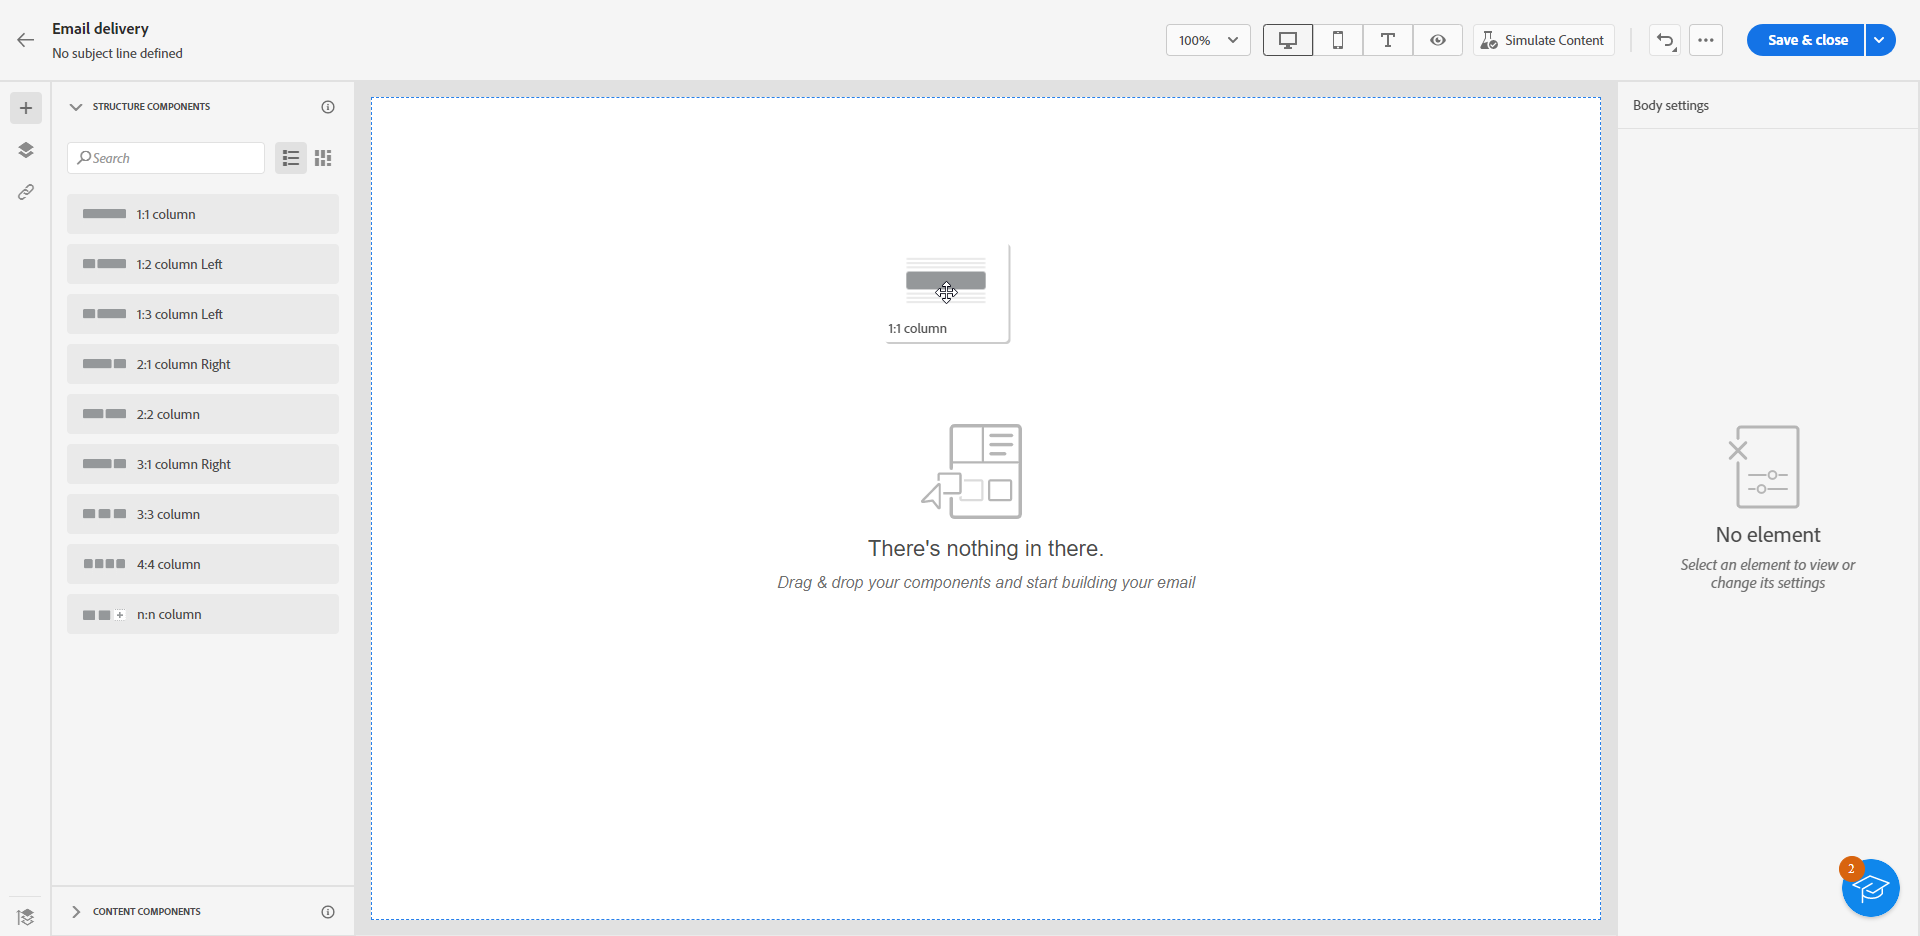 Email delivery
No subject line defined
100%
Simulate Content
Save & close
STRUCTURE COMPONENTS
Search
1:1 column
1:2 column Left
1:3 column Left
2:1 column Right
2:2 column
3:1 column Right
3:3 column
4:4 column
n:n column
CONTENT COMPONENTS
1:1 column
There's nothing in there.
Drag & drop your components and start building your email
Body settings
No element
Select an element to view or
change its settings
2